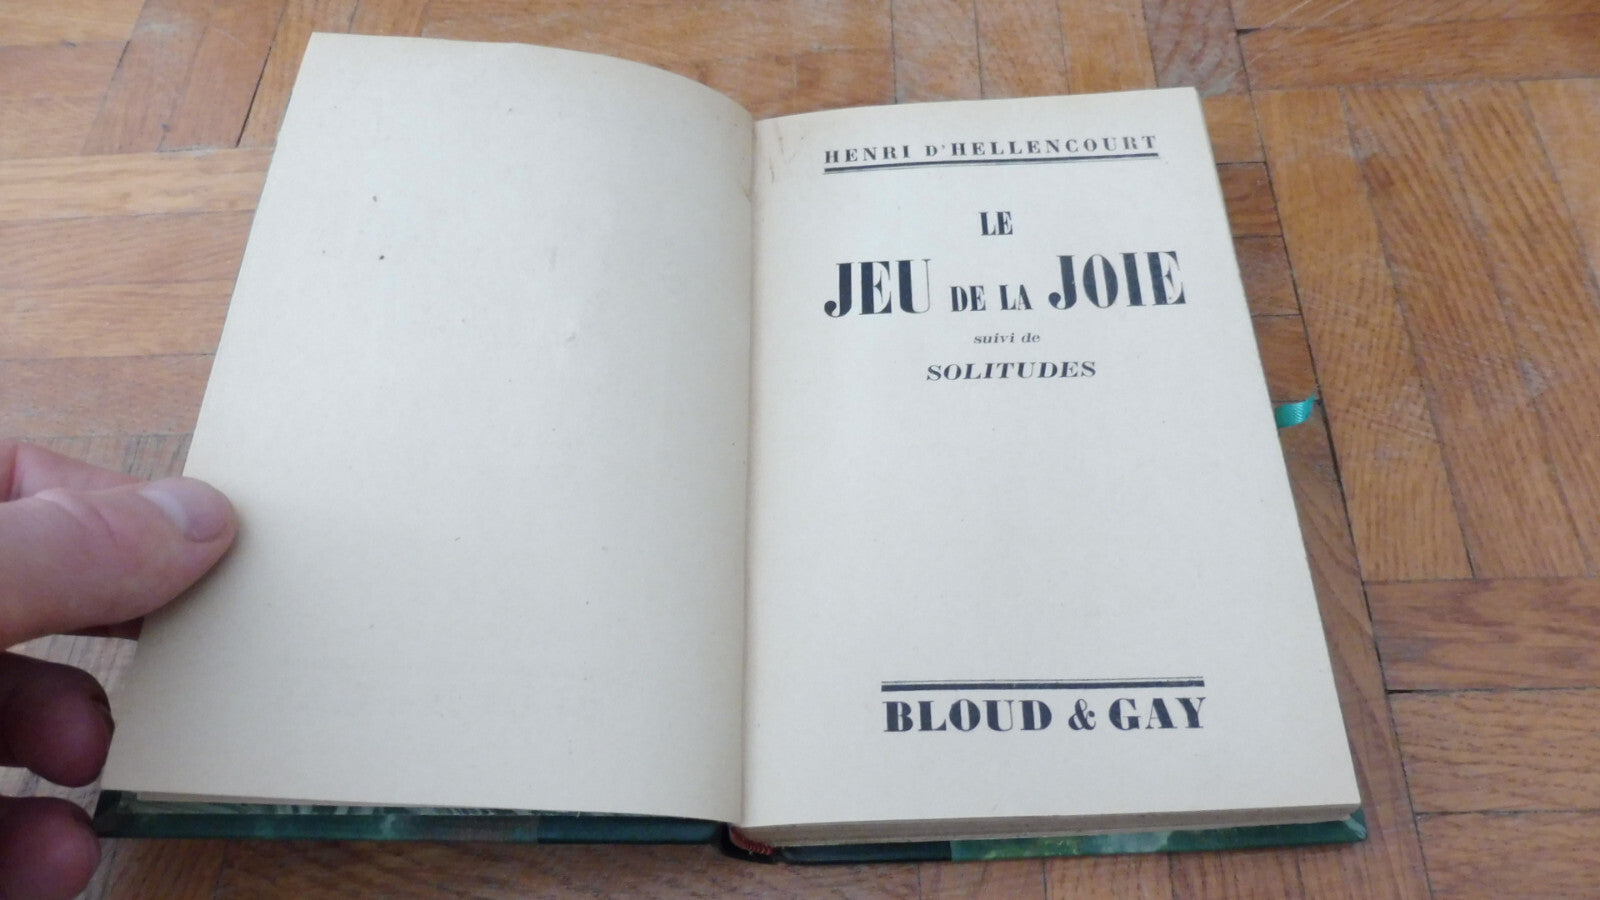 HENRI D'HELLENCOURT
LE
JEU DE LA JOIE
suivi de
SOLITUDES
BLOUD & GAY